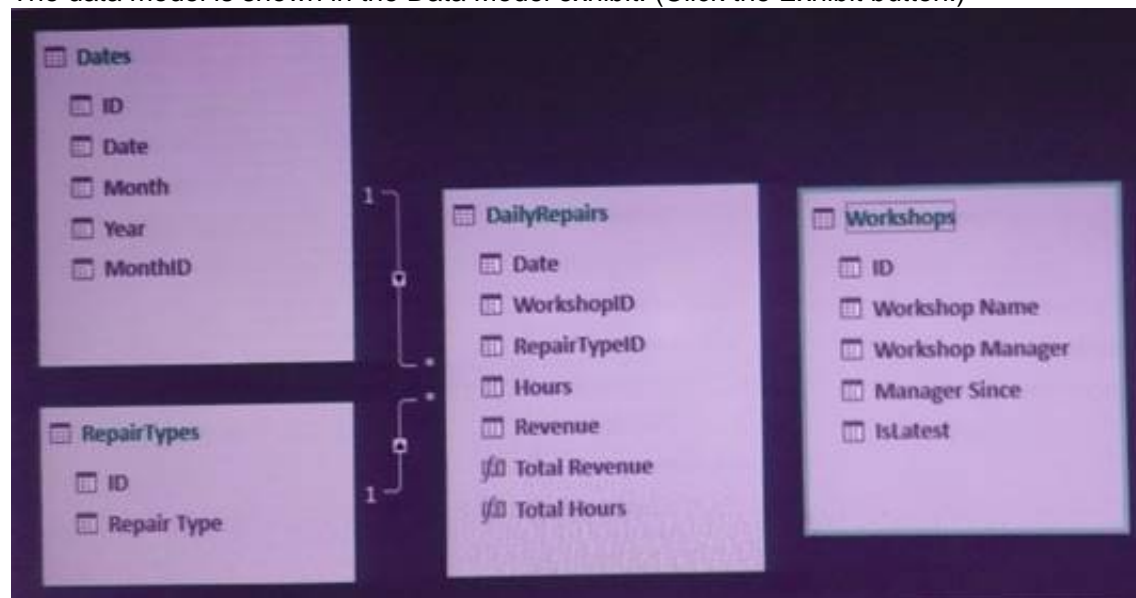 The data model is shown in the Data Model exhibit. (Click the Exhibit button.)
Dates
ID
Date
Month
Year
MonthID
1
*
DailyRepairs
Date
WorkshopID
RepairTypeID
Hours
Revenue
Total Revenue
Total Hours
*
1
RepairTypes
ID
Repair Type
Workshops
ID
Workshop Name
Workshop Manager
Manager Since
IsLatest